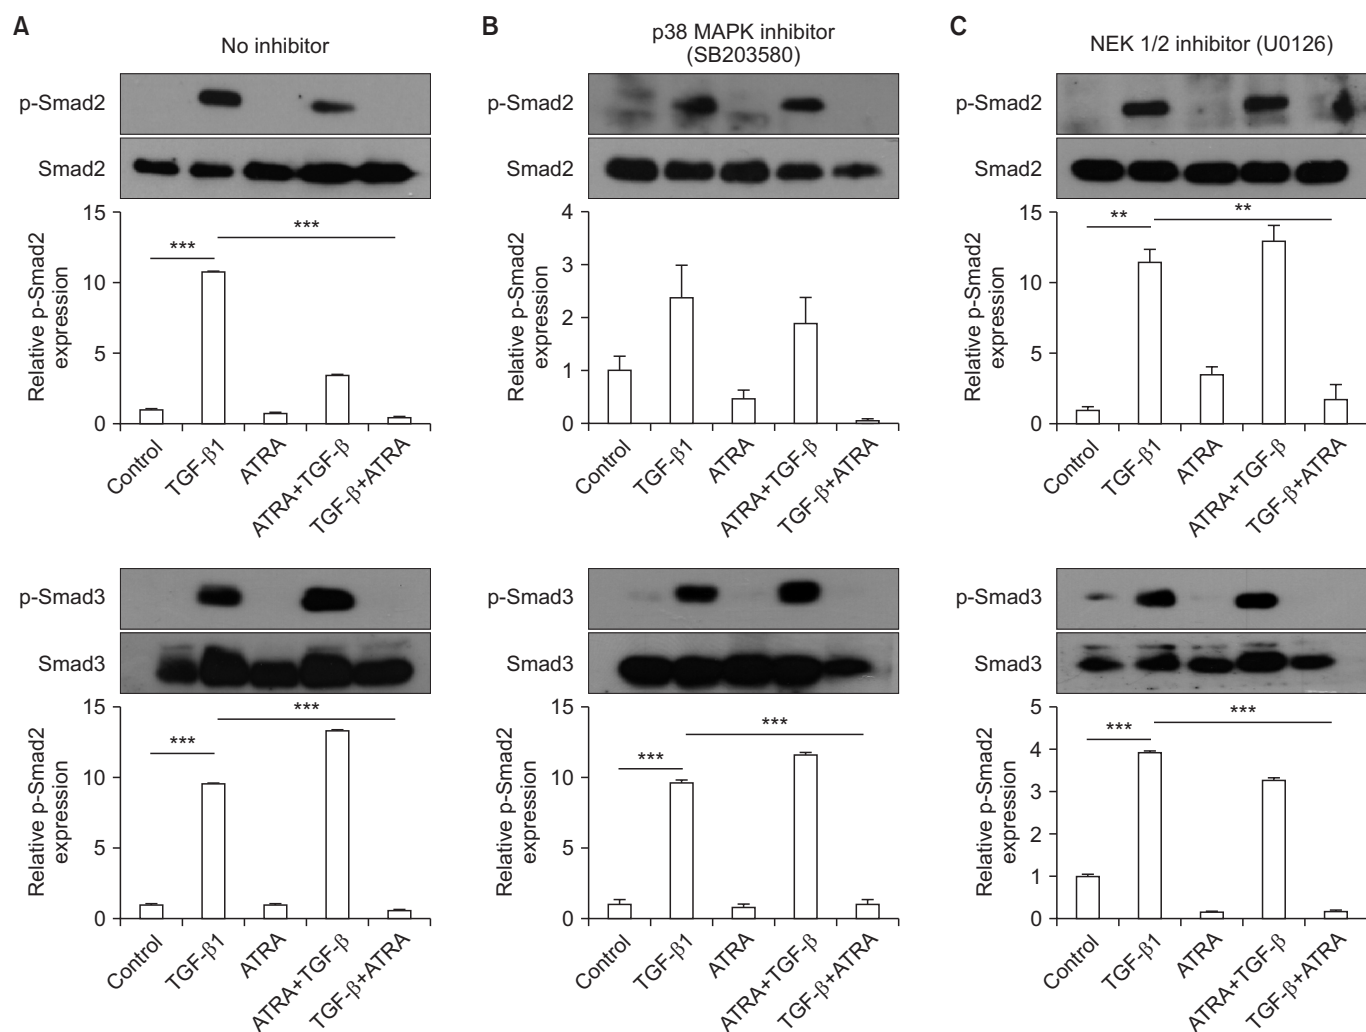 A
No inhibitor
p-Smad2
Smad2
15
10
5
0
Relative p-Smad2
expression
***
***
Control
TGF-β1
ATRA
ATRA+TGF-β
TGF-β+ATRA
p-Smad3
Smad3
15
10
5
0
Relative p-Smad2
expression
***
***
Control
TGF-β1
ATRA
ATRA+TGF-β
TGF-β+ATRA
B
p38 MAPK inhibitor
(SB203580)
p-Smad2
Smad2
4
3
2
1
0
Relative p-Smad2
expression
Control
TGF-β1
ATRA
ATRA+TGF-β
TGF-β+ATRA
p-Smad3
Smad3
15
10
5
0
Relative p-Smad2
expression
***
***
Control
TGF-β1
ATRA
ATRA+TGF-β
TGF-β+ATRA
C
NEK 1/2 inhibitor (U0126)
p-Smad2
Smad2
15
10
5
0
Relative p-Smad2
expression
**
**
Control
TGF-β1
ATRA
ATRA+TGF-β
TGF-β+ATRA
p-Smad3
Smad3
5
4
3
2
1
0
Relative p-Smad2
expression
***
***
Control
TGF-β1
ATRA
ATRA+TGF-β
TGF-β+ATRA